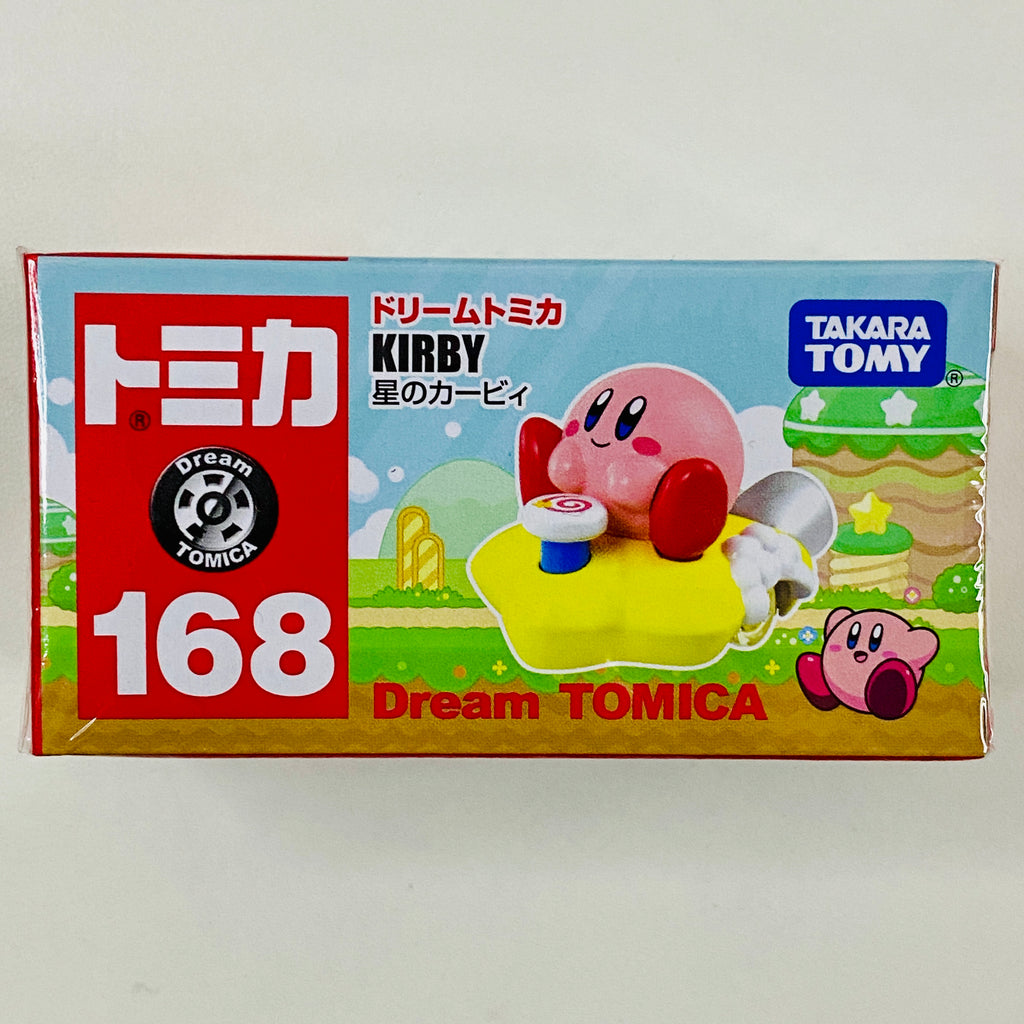 トミカ
®
Dream
TOMICA
168
ドリームトミカ
KIRBY
星のカービィ
TAKARA
TOMY
®
Dream TOMICA